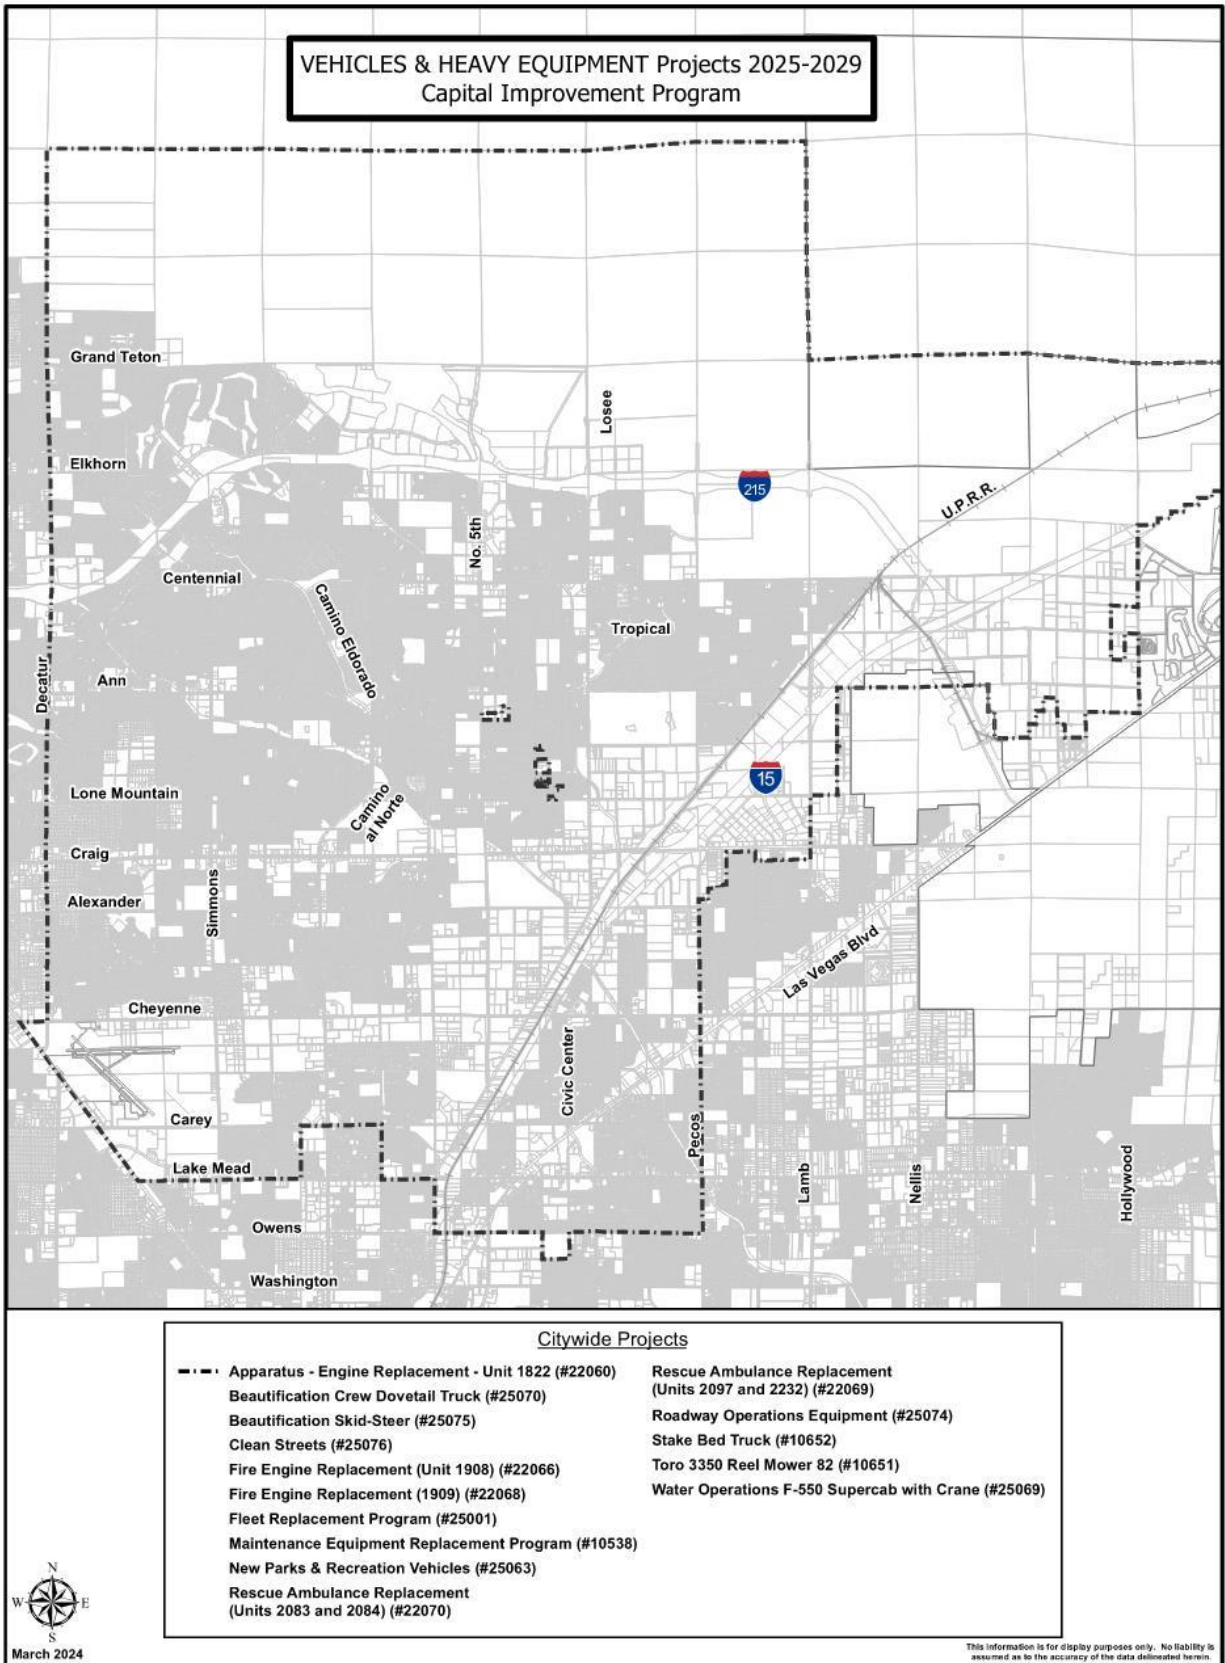 VEHICLES & HEAVY EQUIPMENT Projects 2025-2029
Capital Improvement Program
Grand Teton
Losee
Elkhorn
215
U.P.R.R.
No. 5th
Centennial
Camino Eldorado
Tropical
Decatur
Ann
15
Lone Mountain
Camino
al Norte
Craig
Simmons
Alexander
Las Vegas Blvd
Cheyenne
Civic Center
Carey
Pecos
Lake Mead
Lamb
Nellis
Hollywood
Owens
Washington
Citywide Projects
Apparatus - Engine Replacement - Unit 1822 (#22060)
Beautification Crew Dovetail Truck (#25070)
Beautification Skid-Steer (#25075)
Clean Streets (#25076)
Fire Engine Replacement (Unit 1908) (#22066)
Fire Engine Replacement (1909) (#22068)
Fleet Replacement Program (#25001)
Maintenance Equipment Replacement Program (#10538)
New Parks & Recreation Vehicles (#25063)
Rescue Ambulance Replacement
(Units 2083 and 2084) (#22070)
Rescue Ambulance Replacement
(Units 2097 and 2232) (#22069)
Roadway Operations Equipment (#25074)
Stake Bed Truck (#10652)
Toro 3350 Reel Mower 82 (#10651)
Water Operations F-550 Supercab with Crane (#25069)
N
W
E
S
March 2024
This information is for display purposes only. No liability is
assumed as to the accuracy of the data delineated herein.